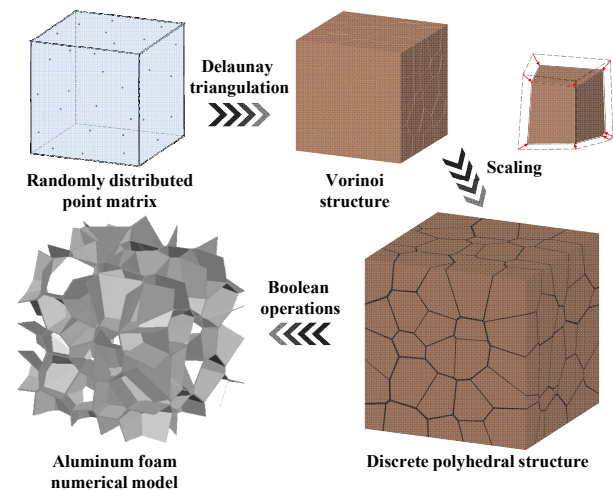 Delaunay
triangulation
Randomly distributed
point matrix
Vorinoi
structure
Scaling
Boolean
operations
Aluminum foam
numerical model
Discrete polyhedral structure